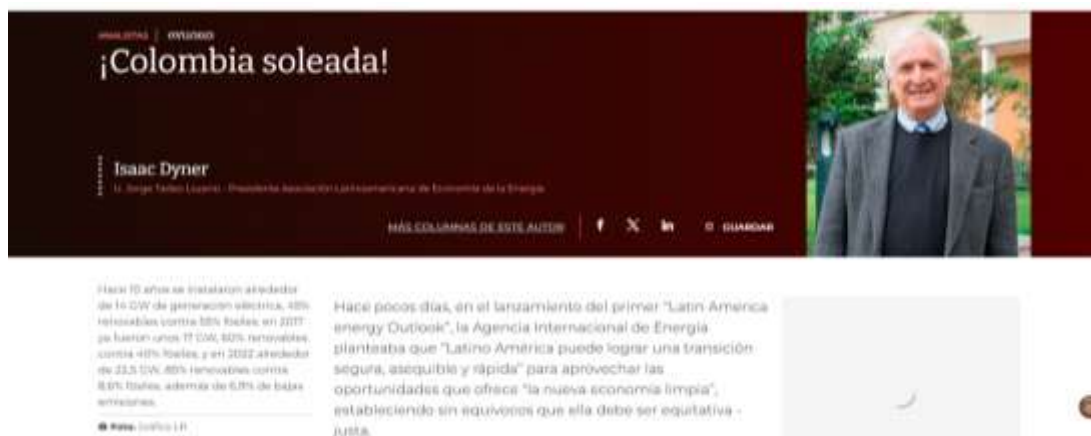 ANALISTAS | 07/11/2023
¡Colombia soleada!
Isaac Dyner
U. Jorge Tadeo Lozano - Presidente Asociación Latinoamericana de Economía de la Energía
MÁS COLUMNAS DE ESTE AUTOR
GUARDAR
Hace 10 años se instalaron alrededor
de 14 GW de generación eléctrica, 45%
renovables contra 55% fósiles; en 2017
ya fueron unos 17 GW, 60% renovables
contra 40% fósiles, y en 2022 alrededor
de 22,5 GW, 85% renovables contra
8,6% fósiles, además de 6,8% de bajas
emisiones.
Foto: Gráfico LR
Hace pocos días, en el lanzamiento del primer "Latin America
energy Outlook", la Agencia Internacional de Energía
planteaba que "Latino América puede lograr una transición
segura, asequible y rápida" para aprovechar las
oportunidades que ofrece "la nueva economía limpia",
estableciendo sin equívocos que ella debe ser equitativa -
justa.